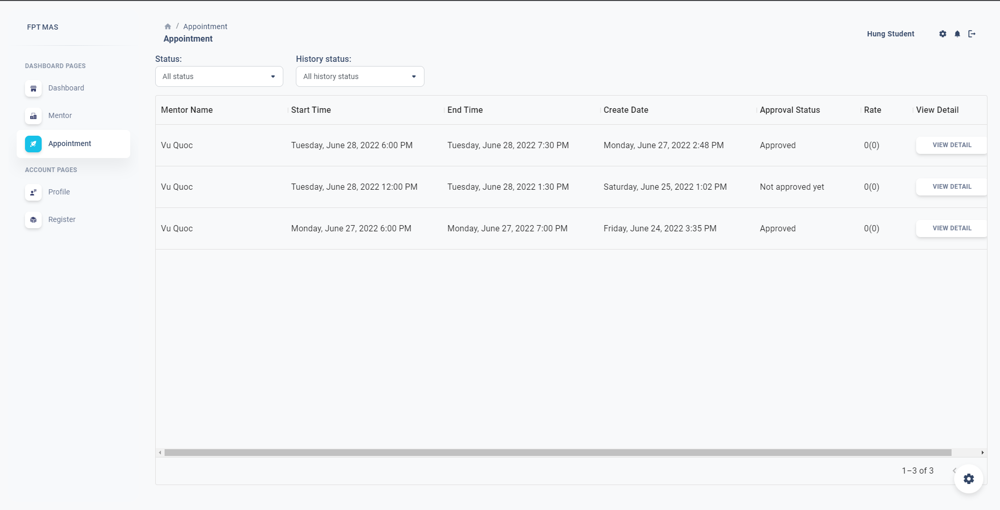 FPT MAS
DASHBOARD PAGES
Dashboard
Mentor
Appointment
ACCOUNT PAGES
Profile
Register
/ Appointment
Appointment
Hung Student
Status:
All status
History status:
All history status
Mentor Name Start Time End Time Create Date Approval Status Rate View Detail
Vu Quoc Tuesday, June 28, 2022 6:00 PM Tuesday, June 28, 2022 7:30 PM Monday, June 27, 2022 2:48 PM Approved 0(0) VIEW DETAIL
Vu Quoc Tuesday, June 28, 2022 12:00 PM Tuesday, June 28, 2022 1:30 PM Saturday, June 25, 2022 1:02 PM Not approved yet 0(0) VIEW DETAIL
Vu Quoc Monday, June 27, 2022 6:00 PM Monday, June 27, 2022 7:00 PM Friday, June 24, 2022 3:35 PM Approved 0(0) VIEW DETAIL
1–3 of 3